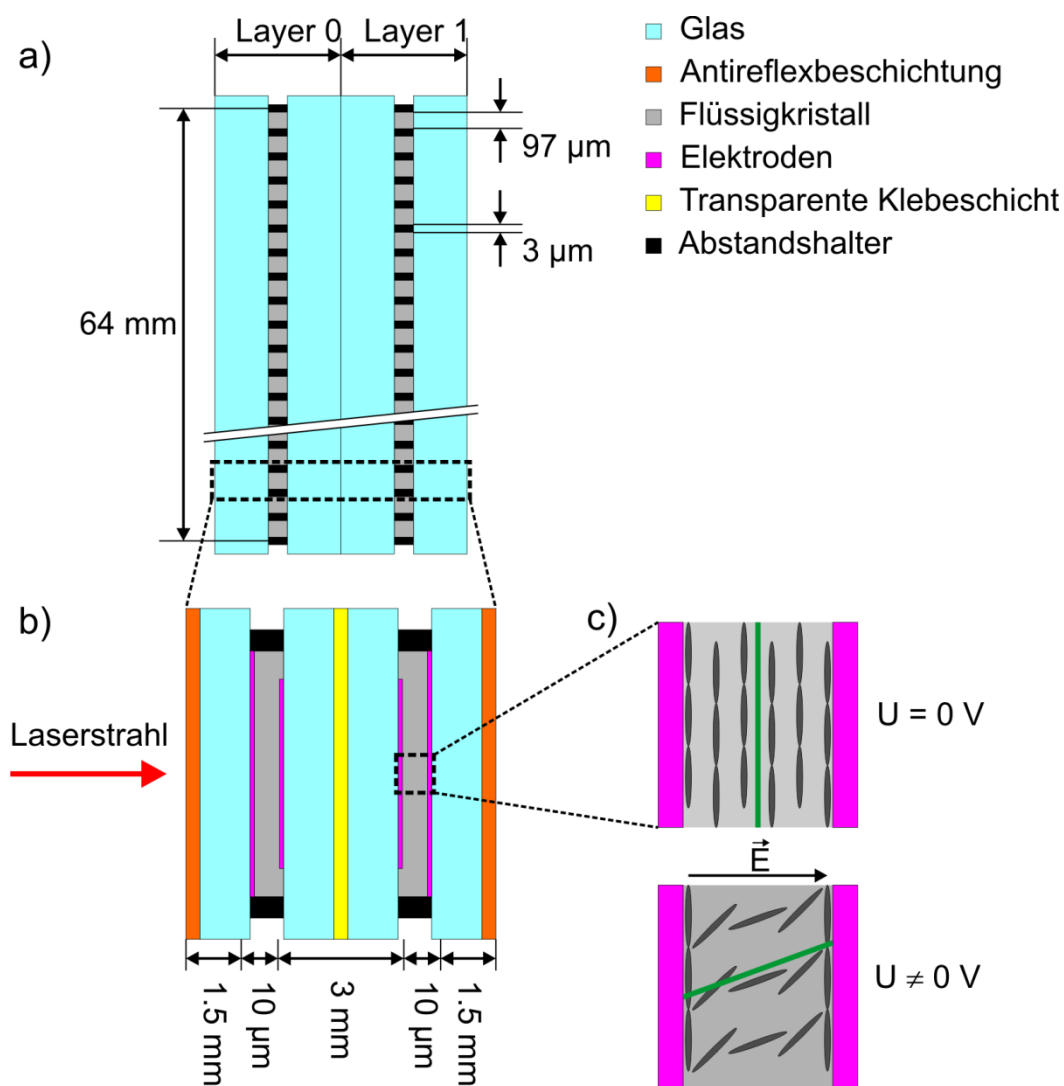 a)
Layer 0
Layer 1
64 mm
97 µm
3 µm
Glas
Antireflexbeschichtung
Flüssigkristall
Elektroden
Transparente Klebeschicht
Abstandshalter
b)
Laserstrahl
1.5 mm
10 µm
3 mm
10 µm
1.5 mm
c)
U = 0 V
E
U ≠ 0 V